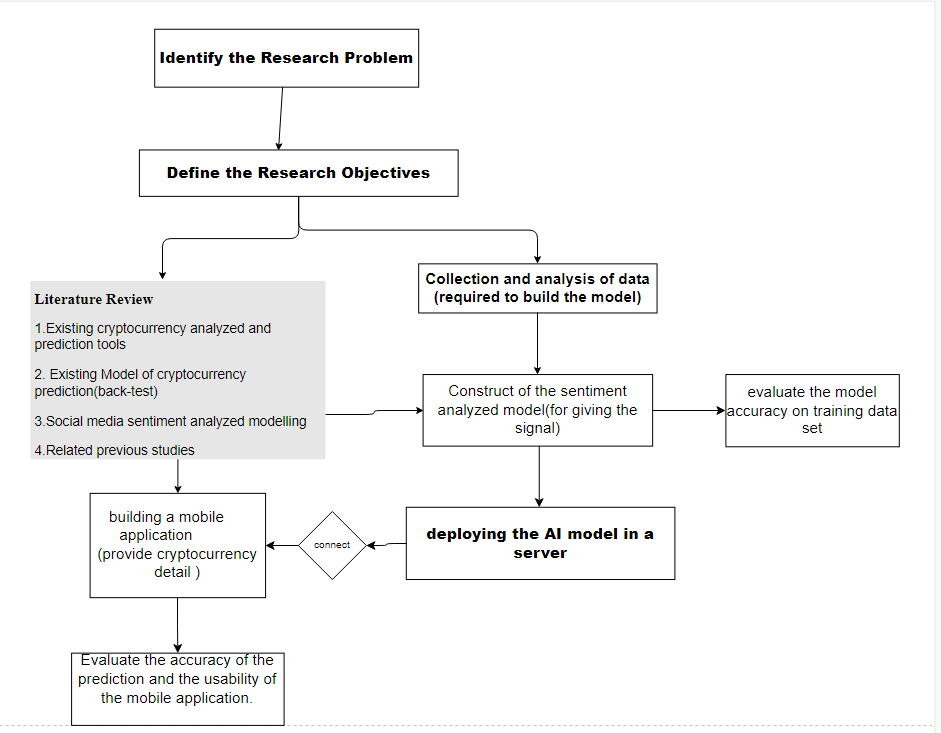 Identify the Research Problem
Define the Research Objectives
Collection and analysis of data
(required to build the model)
Literature Review
1.Existing cryptocurrency analyzed and
prediction tools
2. Existing Model of cryptocurrency
prediction(back-test)
3.Social media sentiment analyzed modelling
4.Related previous studies
Construct of the sentiment
analyzed model(for giving the
signal)
evaluate the model
accuracy on training data
set
building a mobile
application
(provide cryptocurrency
detail )
connect
deploying the AI model in a
server
Evaluate the accuracy of the
prediction and the usability of
the mobile application.